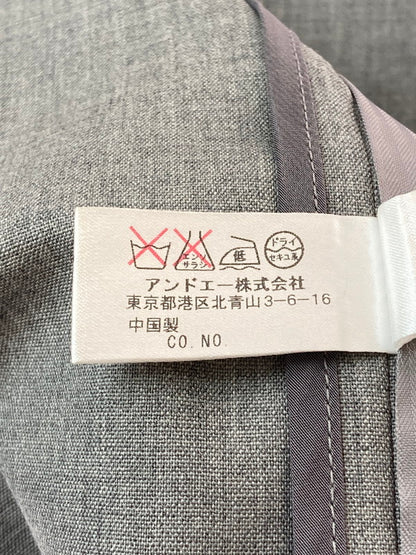 エンソ
サラシ
低
ドライ
セキユ系
アンドエー株式会社
東京都港区北青山3-6-16
中国製
CO. NO.